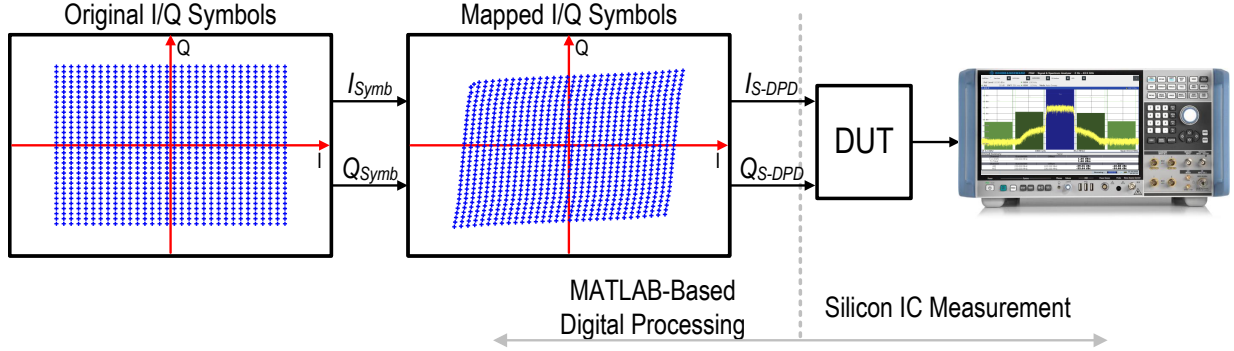 Original I/Q Symbols
Mapped I/Q Symbols
Q
I
I_Symb
Q_Symb
Q
I
I_S-DPD
Q_S-DPD
DUT
MATLAB-Based
Digital Processing
Silicon IC Measurement